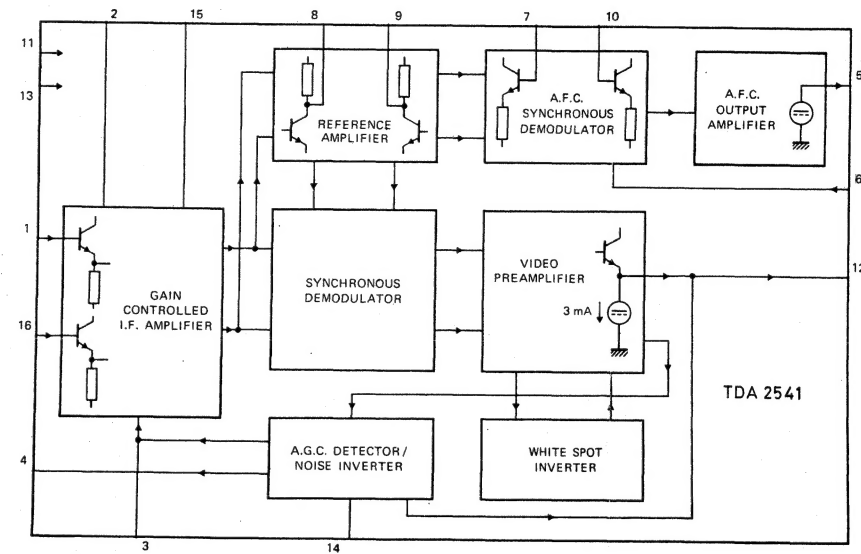 2
15
8
9
7
10
11
13
REFERENCE
AMPLIFIER
A.F.C.
SYNCHRONOUS
DEMODULATOR
A.F.C.
OUTPUT
AMPLIFIER
5
6
1
16
GAIN
CONTROLLED
I.F. AMPLIFIER
SYNCHRONOUS
DEMODULATOR
VIDEO
PREAMPLIFIER
3 mA
12
TDA 2541
A.G.C. DETECTOR/
NOISE INVERTER
WHITE SPOT
INVERTER
4
3
14